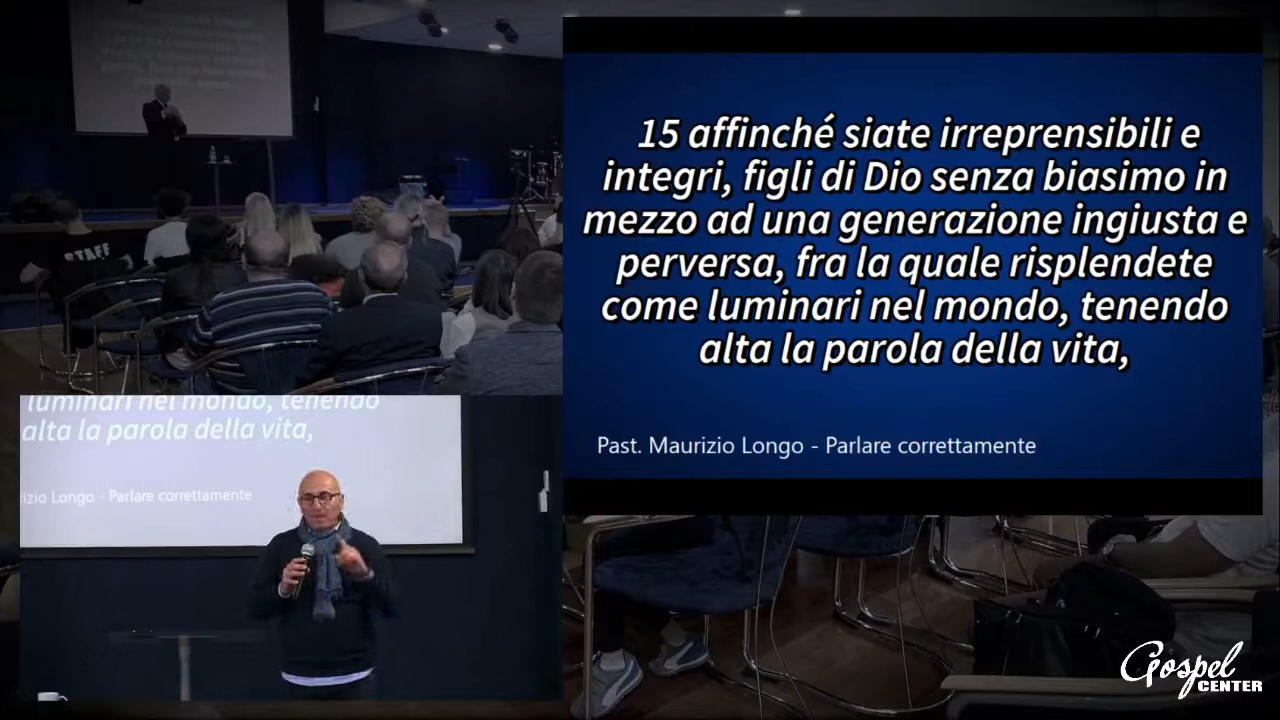 15 affinché siate irreprensibili e
integri, figli di Dio senza biasimo in
mezzo ad una generazione ingiusta e
perversa, fra la quale risplendete
come luminari nel mondo, tenendo
alta la parola della vita,
Past. Maurizio Longo - Parlare correttamente
STAFF
luminari nel mondo, tenendo
alta la parola della vita,
izio Longo - Parlare correttamente
Gospel
CENTER